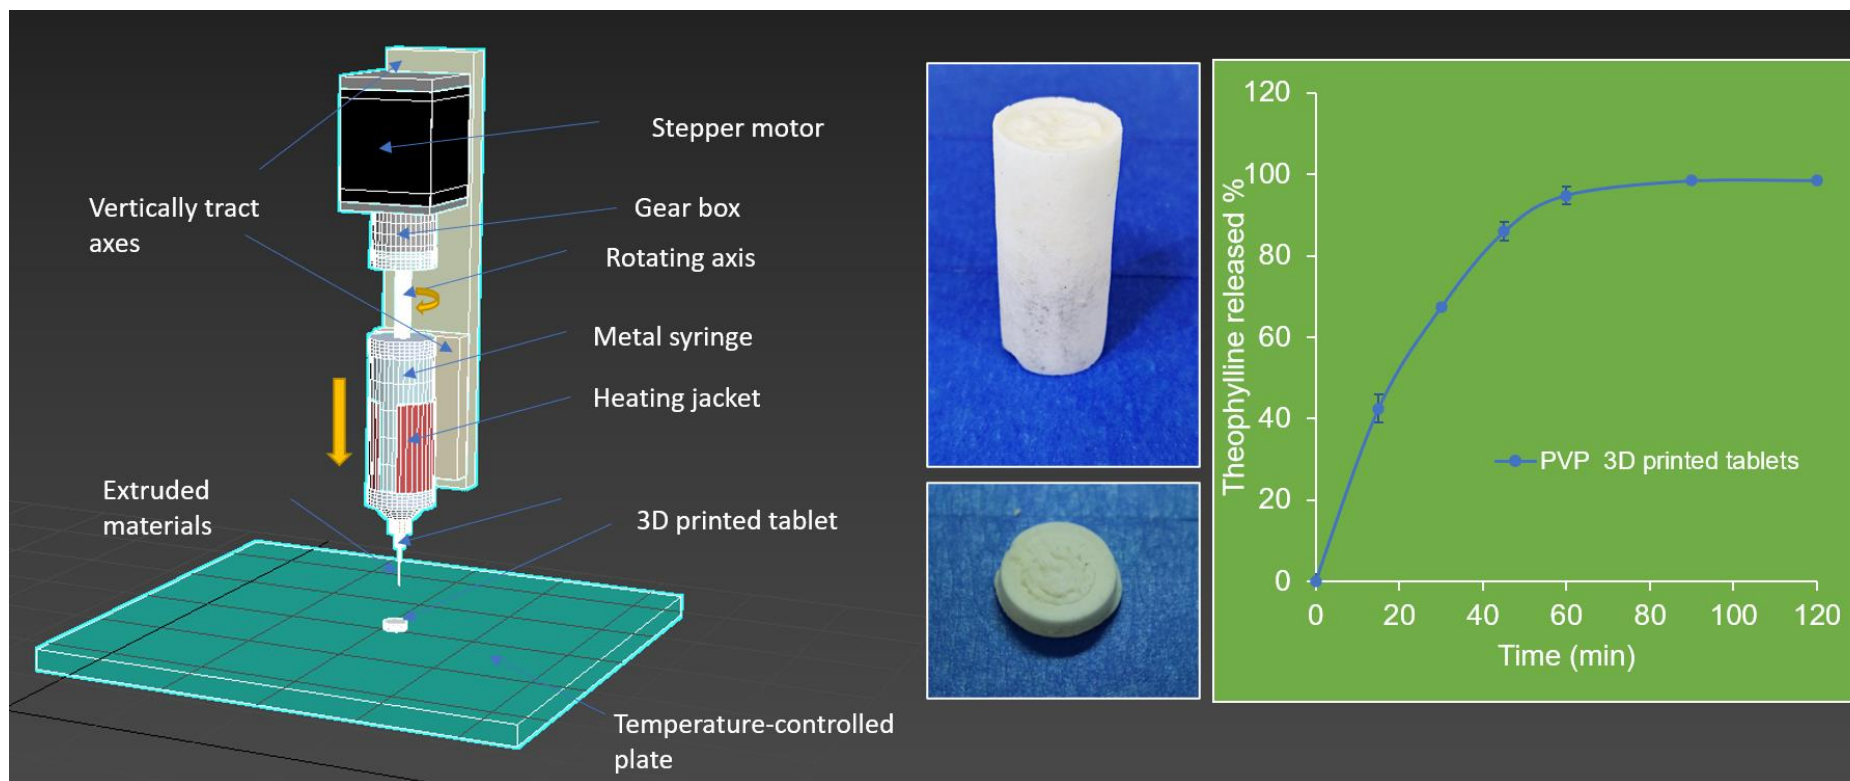 Stepper motor
Vertically tract
axes
Gear box
Rotating axis
Metal syringe
Heating jacket
Extruded
materials
3D printed tablet
Temperature-controlled
plate
Theophylline released %
120
100
80
60
40
20
0
PVP 3D printed tablets
0 20 40 60 80 100 120
Time (min)